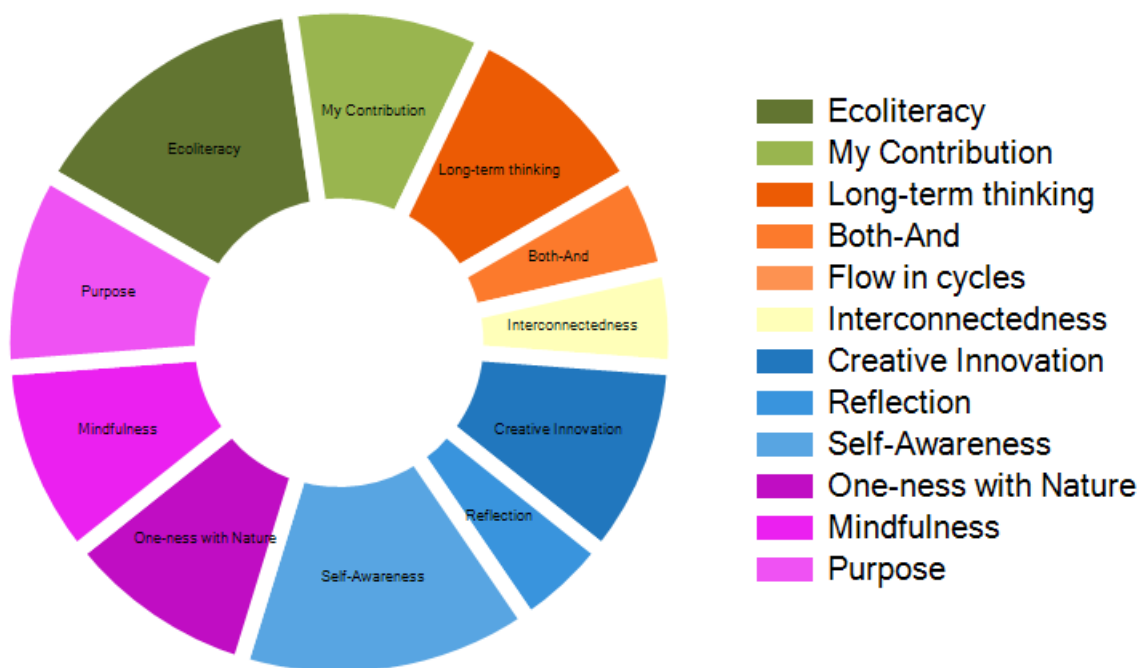 My Contribution
Ecoliteracy
Long-term thinking
Both-And
Purpose
Interconnectedness
Mindfulness
Creative Innovation
Reflection
One-ness with Nature
Self-Awareness
Ecoliteracy
My Contribution
Long-term thinking
Both-And
Flow in cycles
Interconnectedness
Creative Innovation
Reflection
Self-Awareness
One-ness with Nature
Mindfulness
Purpose